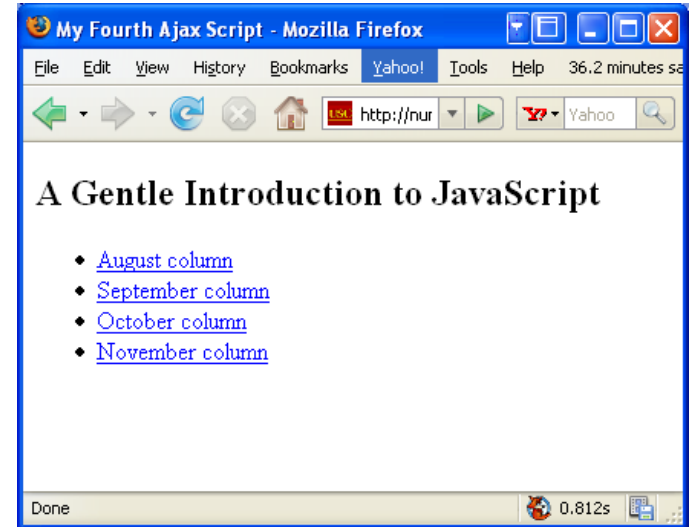 My Fourth Ajax Script - Mozilla Firefox
File Edit View History Bookmarks Yahoo! Tools Help 36.2 minutes sa
USC http://nur Y! Yahoo
A Gentle Introduction to JavaScript
• August column
• September column
• October column
• November column
Done 0.812s